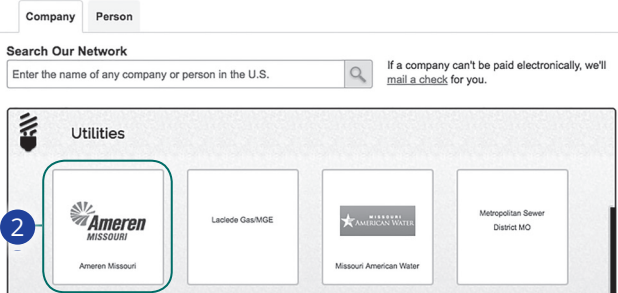 Company Person
Search Our Network
Enter the name of any company or person in the U.S.
If a company can't be paid electronically, we'll
mail a check for you.
Utilities
2
Ameren
MISSOURI
Ameren Missouri
Laclede Gas/MGE
MISSOURI
AMERICAN WATER
Missouri American Water
Metropolitan Sewer
District MO